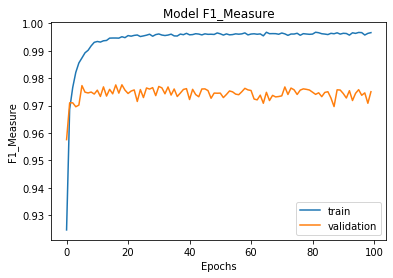 Model F1_Measure
1.00
0.99
0.98
0.97
0.96
0.95
0.94
0.93
F1_Measure
0 20 40 60 80 100
Epochs
train
validation